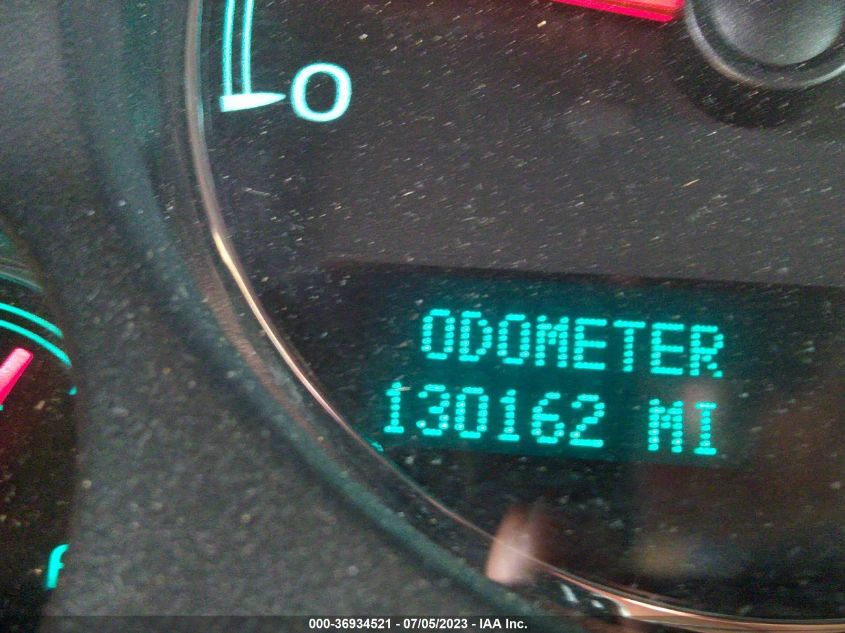 0
ODOMETER
130162 MI
000-36934521 - 07/05/2023 - IAA Inc.